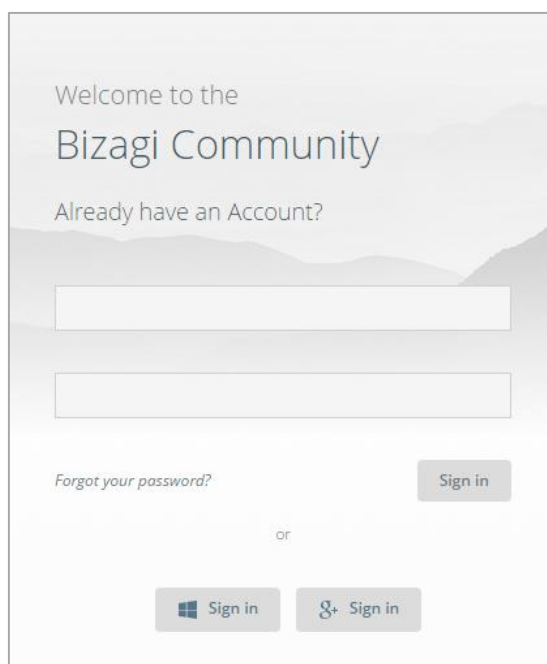 Welcome to the
Bizagi Community
Already have an Account?
Forgot your password?
Sign in
or
Sign in
g+ Sign in